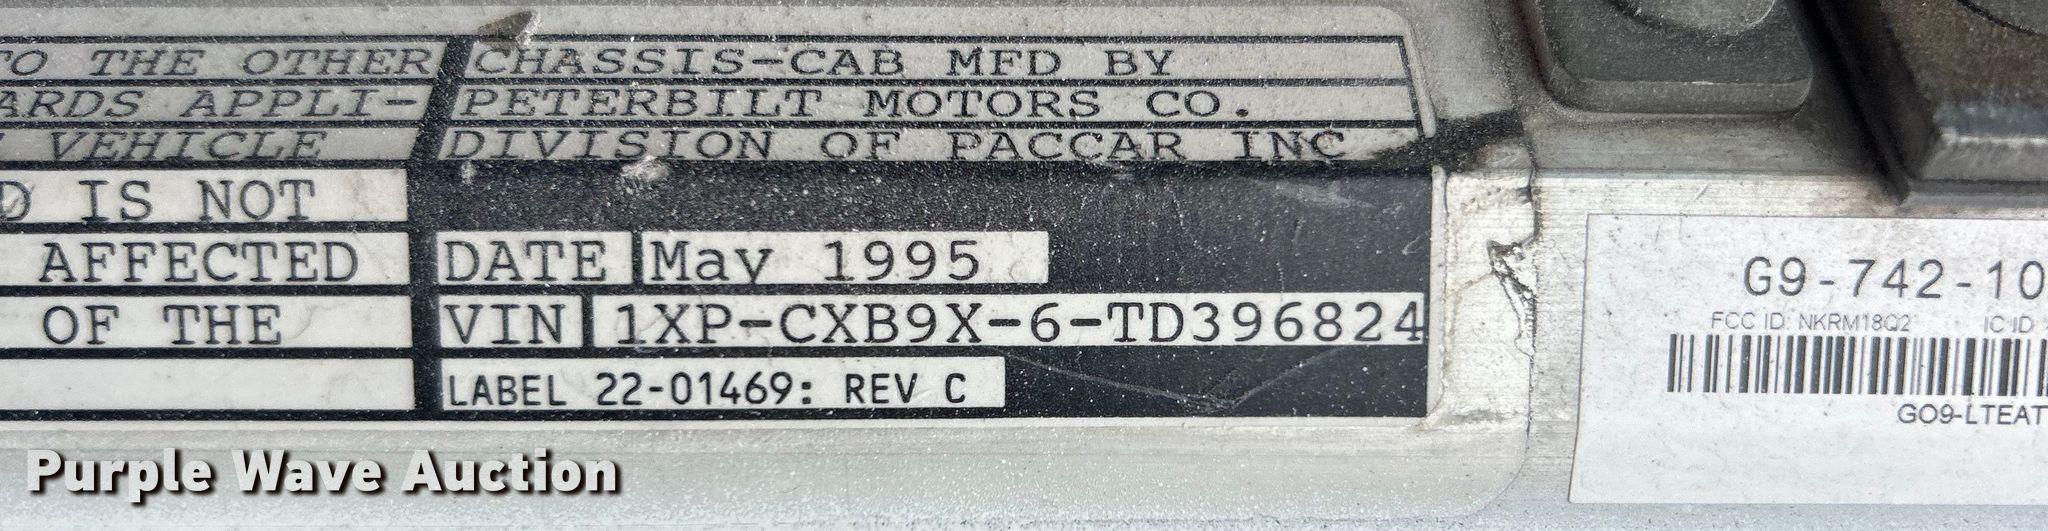 TO THE OTHER
ARDS APPLI-
VEHICLE
D IS NOT
AFFECTED
OF THE
CHASSIS-CAB MFD BY
PETERBILT MOTORS CO.
DIVISION OF PACCAR INC
DATE May 1995
VIN 1XP-CXB9X-6-TD396824
LABEL 22-01469: REV C
G9-742-10
FCC ID: NKRM18Q2 IC ID
GO9-LTEAT
Purple Wave Auction